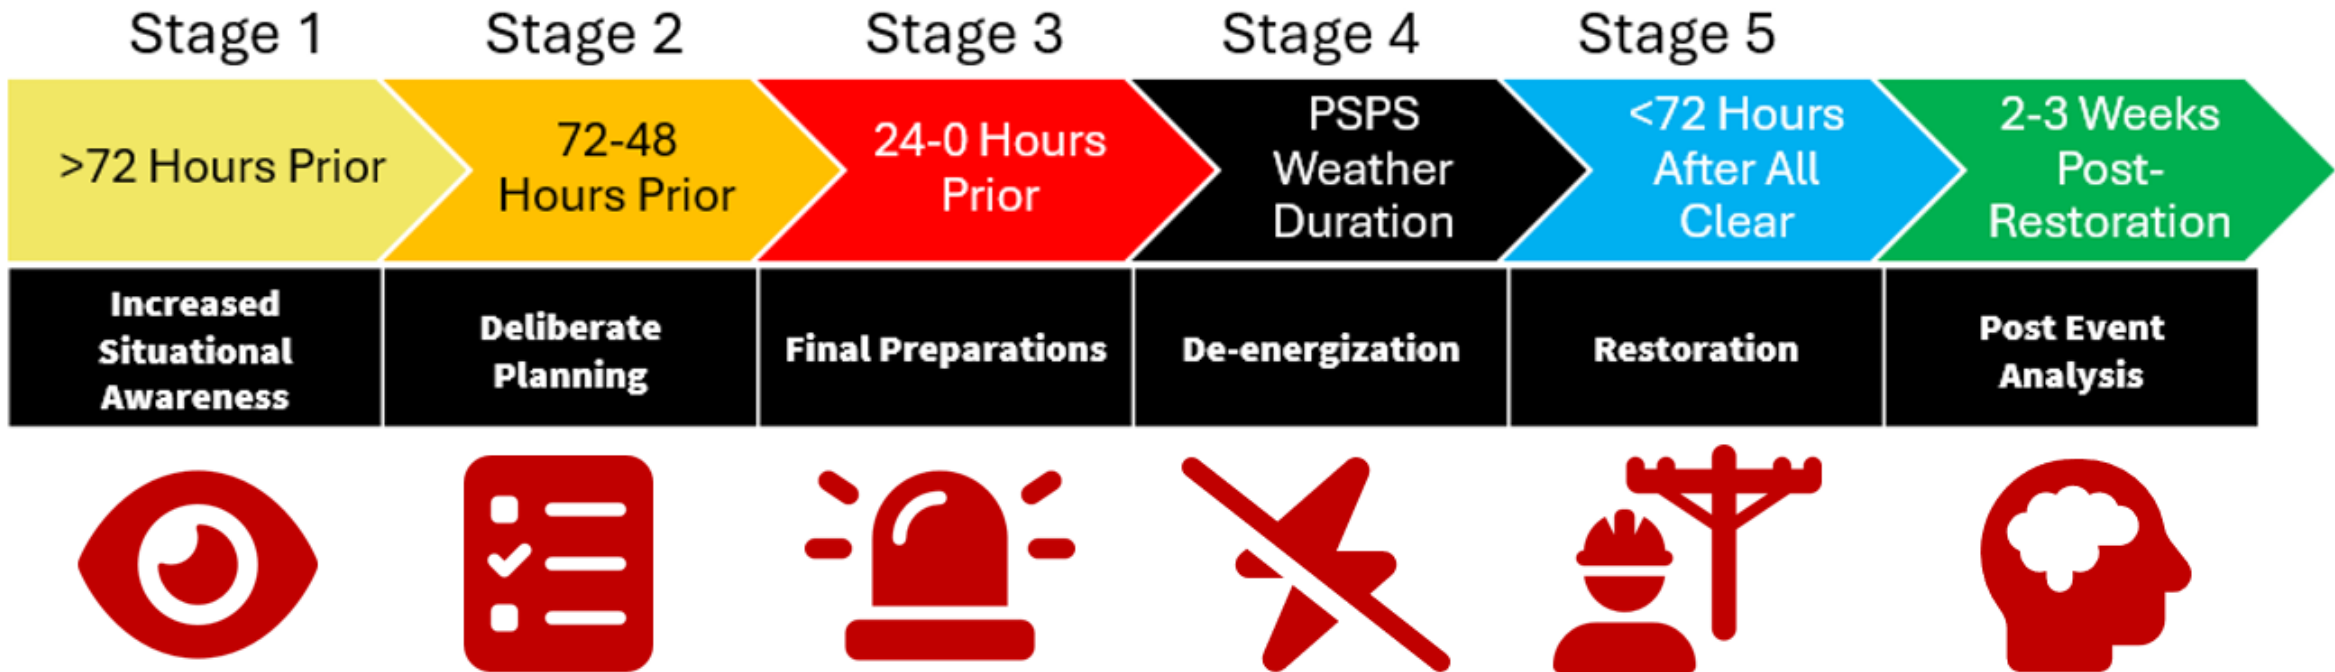 Stage 1
Stage 2
Stage 3
Stage 4
Stage 5
>72 Hours Prior
72-48
Hours Prior
24-0 Hours
Prior
PSPS
Weather
Duration
<72 Hours
After All
Clear
2-3 Weeks
Post-
Restoration
Increased
Situational
Awareness
Deliberate
Planning
Final Preparations
De-energization
Restoration
Post Event
Analysis